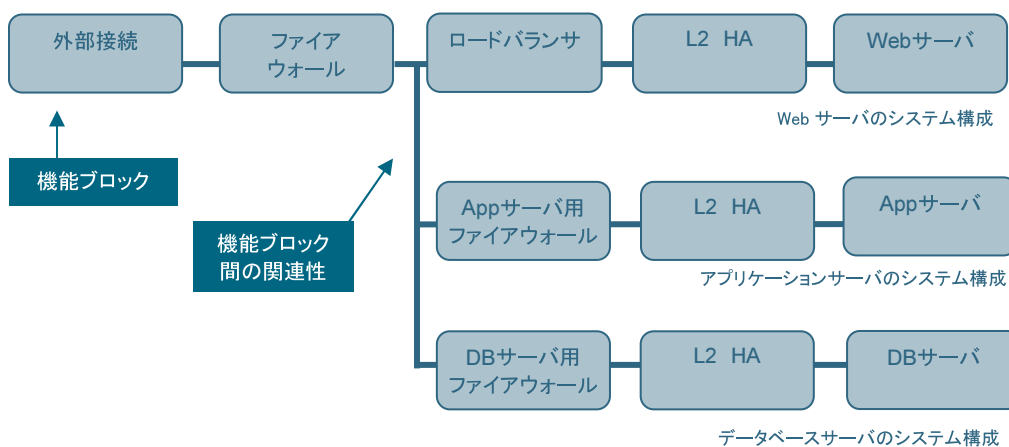 外部接続
ファイア
ウォール
ロードバランサ
L2 HA
Webサーバ
Web サーバのシステム構成
機能ブロック
機能ブロック
間の関連性
Appサーバ用
ファイアウォール
L2 HA
Appサーバ
アプリケーションサーバのシステム構成
DBサーバ用
ファイアウォール
L2 HA
DBサーバ
データベースサーバのシステム構成